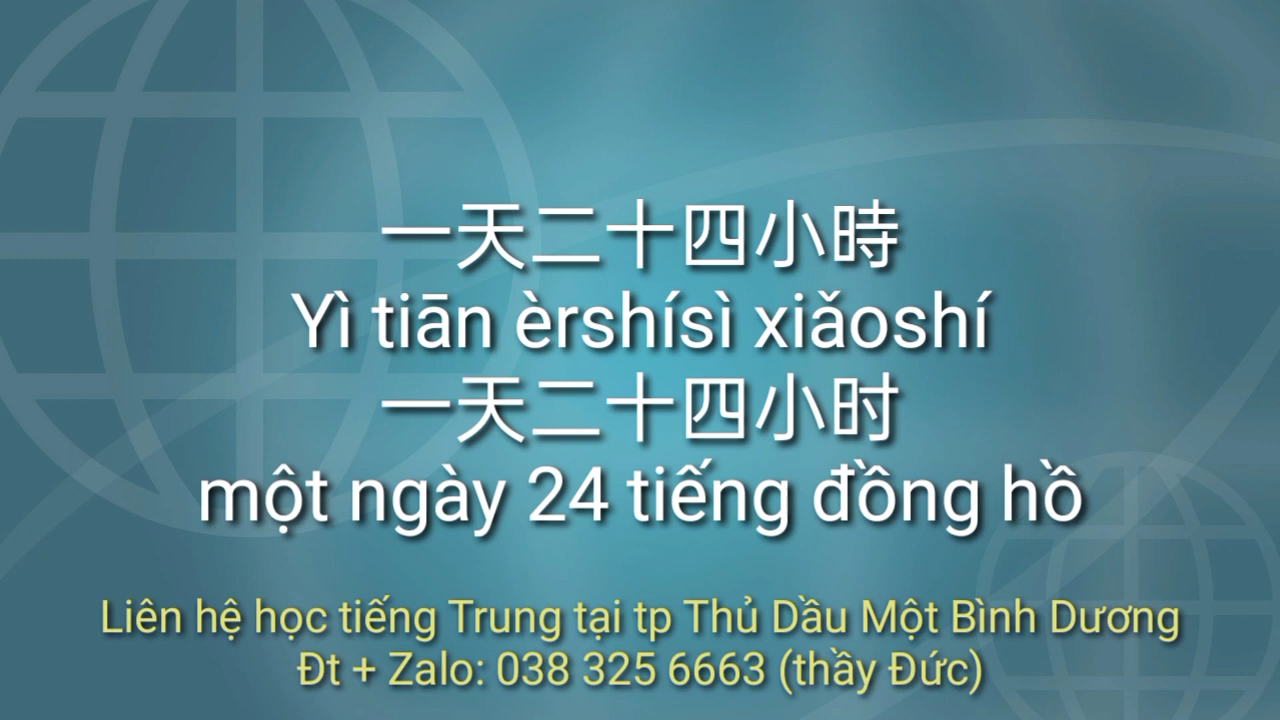 一天二十四小時
Yì tiān èrshísì xiǎoshí
一天二十四小时
một ngày 24 tiếng đồng hồ
Liên hệ học tiếng Trung tại tp Thủ Dầu Một Bình Dương
Đt + Zalo: 038 325 6663 (thầy Đức)